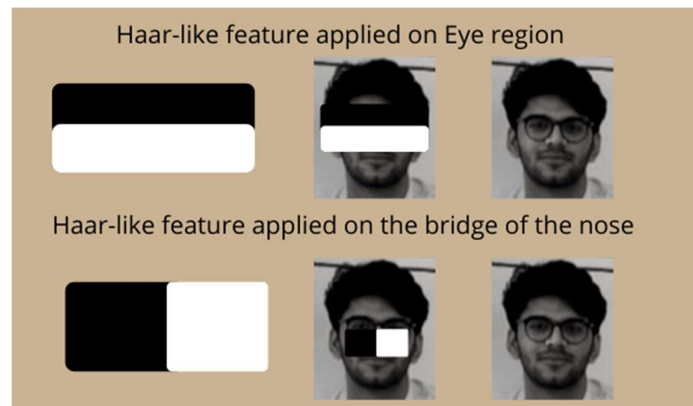 Haar-like feature applied on Eye region
Haar-like feature applied on the bridge of the nose